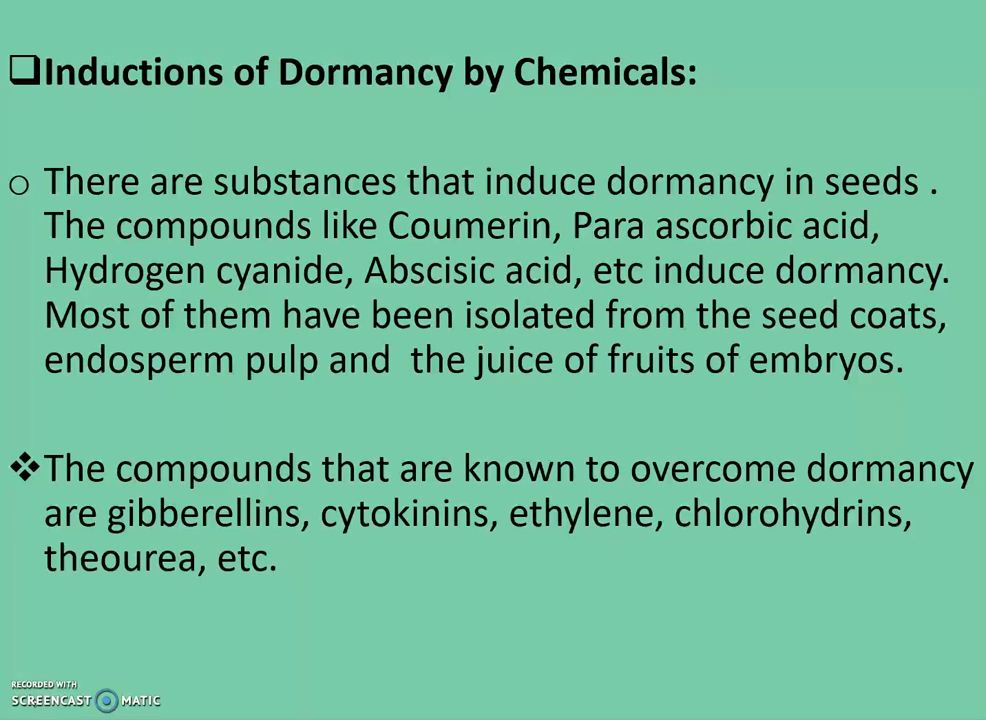 Inductions of Dormancy by Chemicals:
There are substances that induce dormancy in seeds .
The compounds like Coumerin, Para ascorbic acid,
Hydrogen cyanide, Abscisic acid, etc induce dormancy.
Most of them have been isolated from the seed coats,
endosperm pulp and the juice of fruits of embryos.
The compounds that are known to overcome dormancy
are gibberellins, cytokinins, ethylene, chlorohydrins,
theourea, etc.
RECORDED WITH
SCREENCAST MATIC